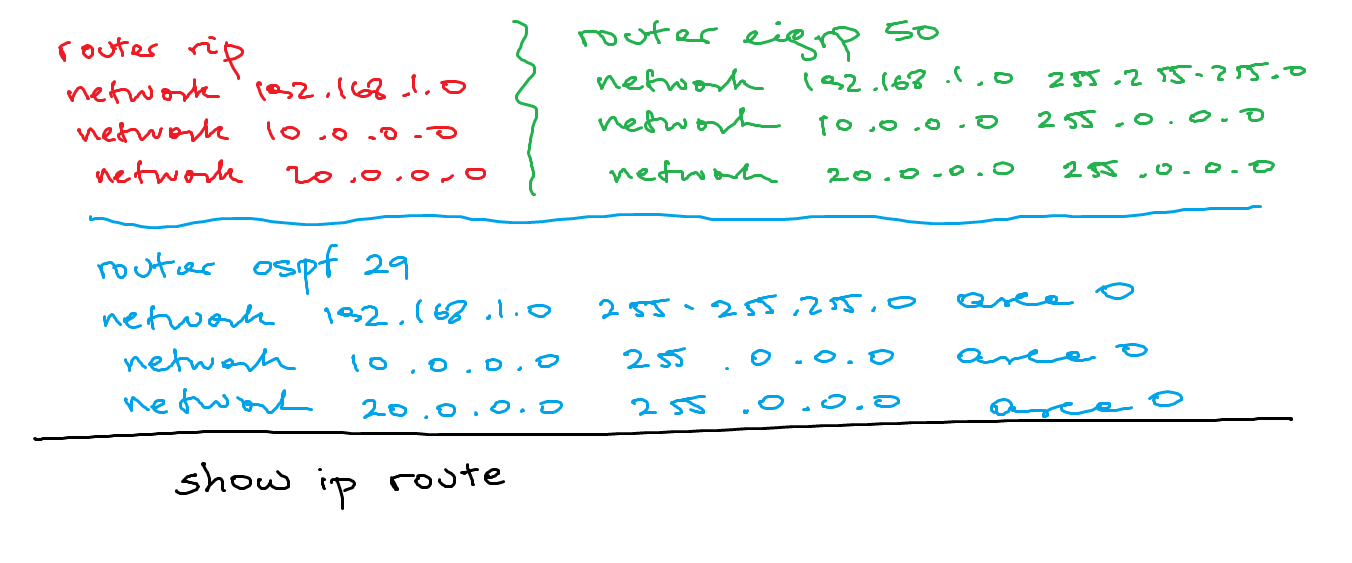 router rip
network 192.168.1.0
network 10.0.0.0
network 20.0.0.0
router eigrp 50
network 192.168.1.0 255.255.255.0
network 10.0.0.0 255.0.0.0
network 20.0.0.0 255.0.0.0
router ospf 29
network 192.168.1.0 255.255.255.0 area 0
network 10.0.0.0 255.0.0.0 area 0
network 20.0.0.0 255.0.0.0 area 0
show ip route